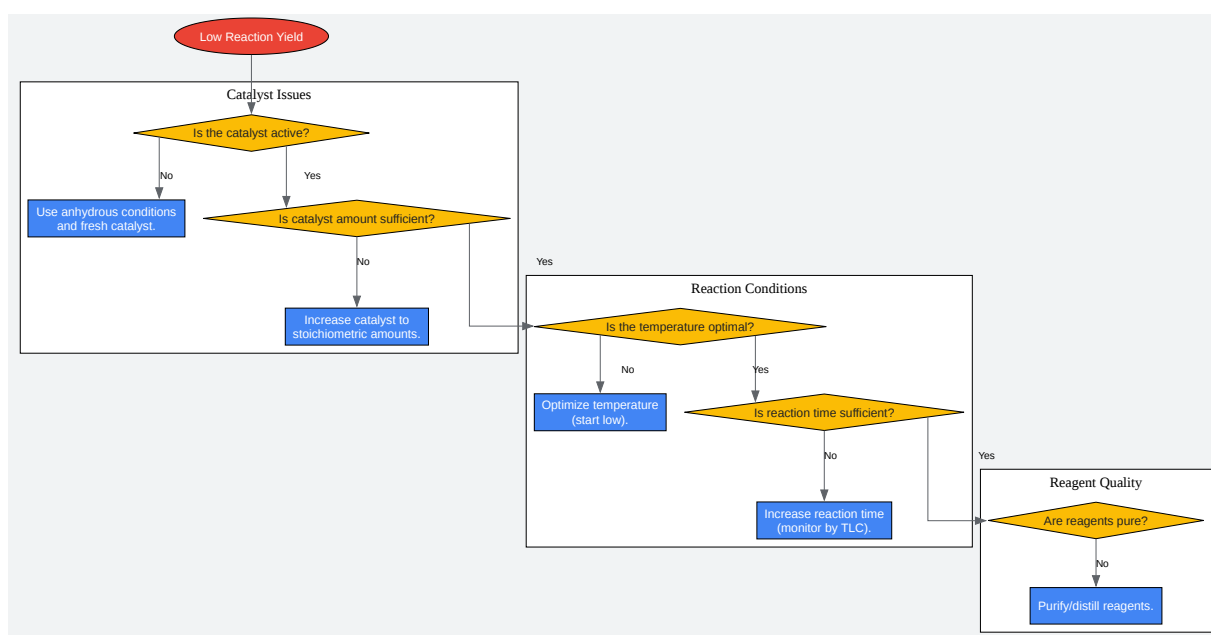 Low Reaction Yield
Catalyst Issues
Is the catalyst active?
No
Yes
Use anhydrous conditions
and fresh catalyst.
Is catalyst amount sufficient?
No
Yes
Increase catalyst to
stoichiometric amounts.
Reaction Conditions
Is the temperature optimal?
No
Yes
Optimize temperature
(start low).
Is reaction time sufficient?
No
Yes
Increase reaction time
(monitor by TLC).
Reagent Quality
Are reagents pure?
No
Purify/distill reagents.